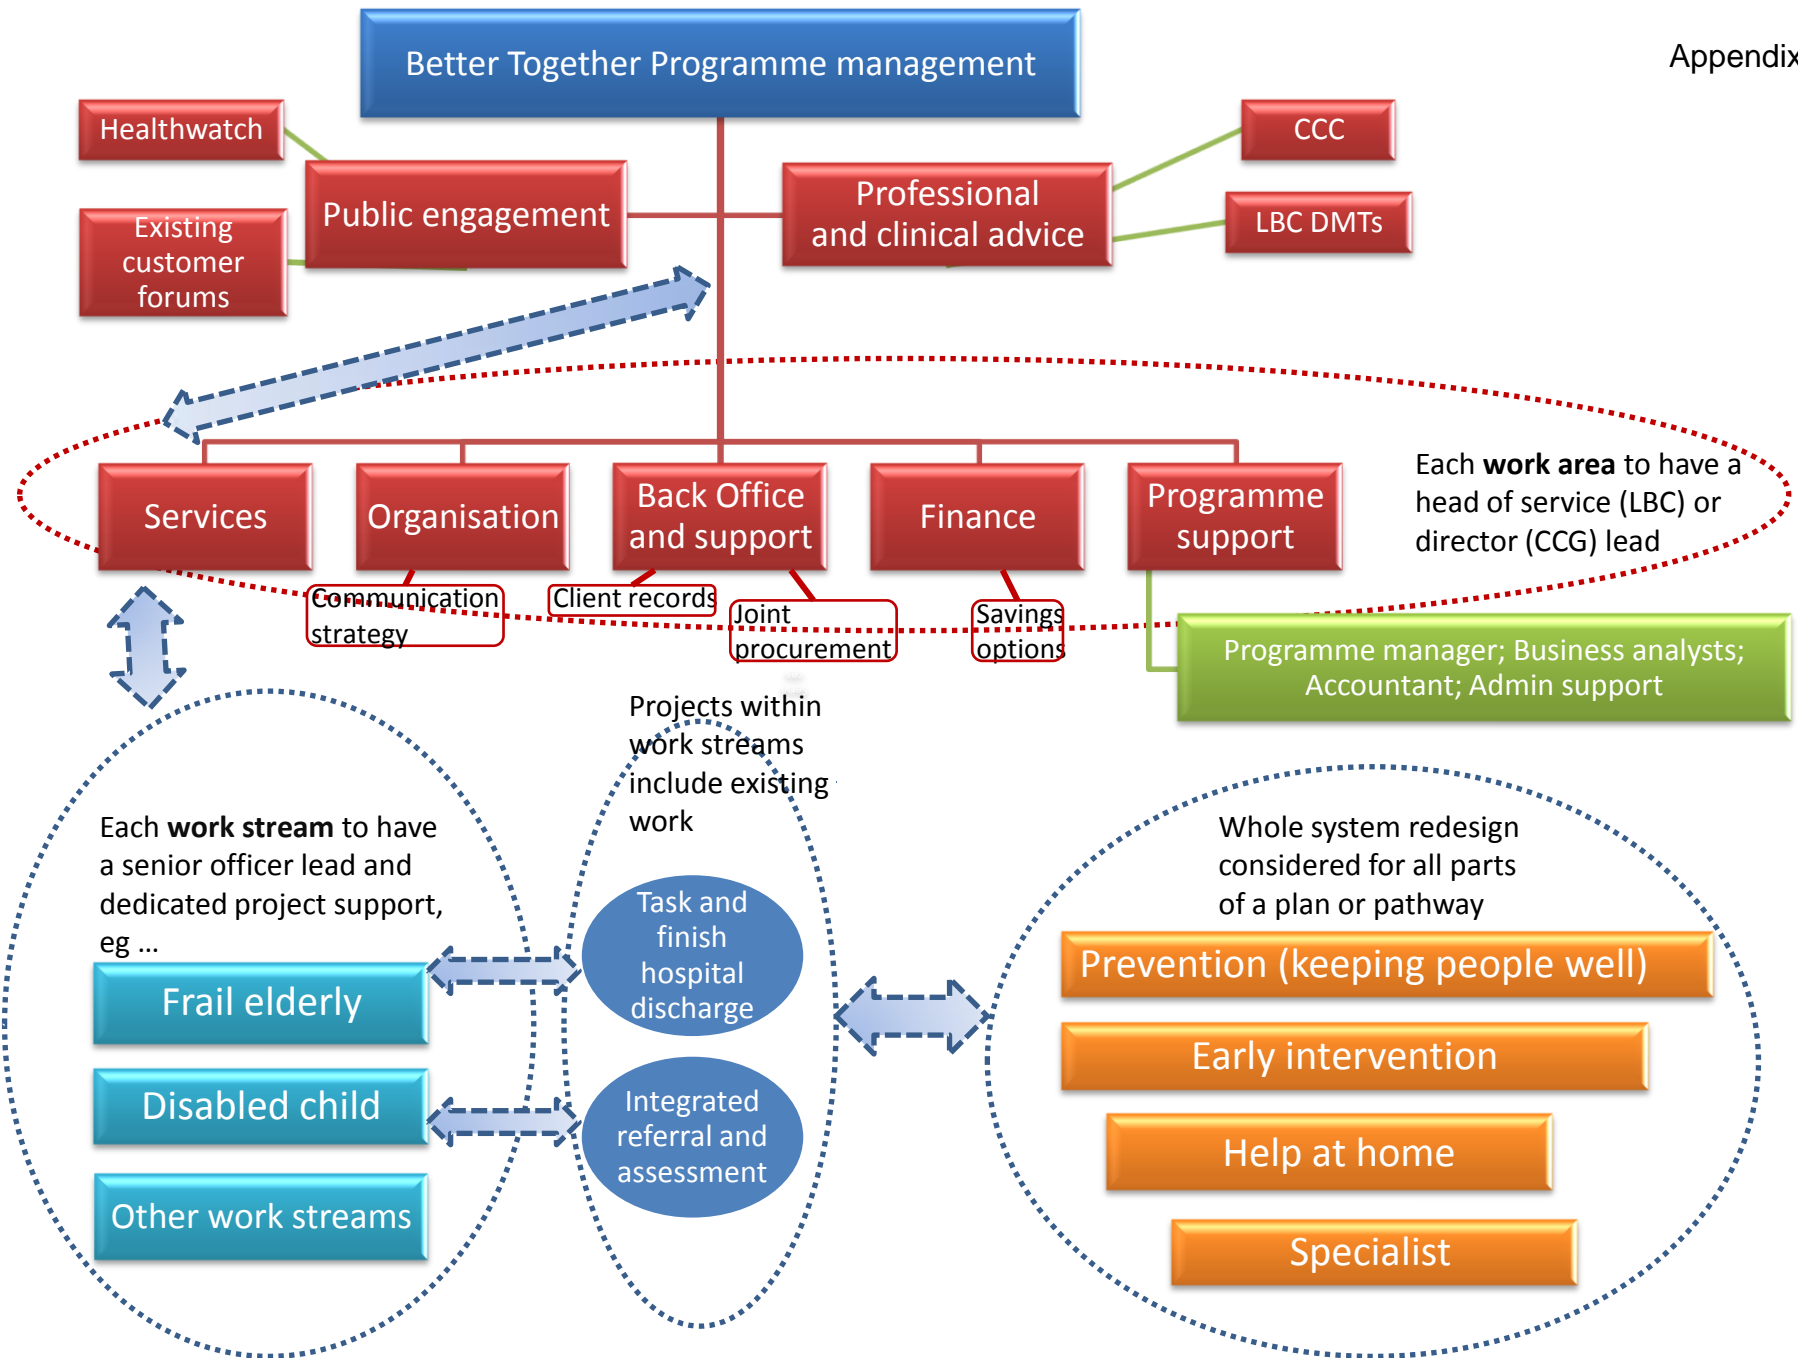 Better Together Programme management
Appendix
Healthwatch
CCC
Public engagement
Professional
and clinical advice
Existing
customer
forums
LBC DMTs
Services
Organisation
Back Office
and support
Finance
Programme
support
Each work area to have a
head of service (LBC) or
director (CCG) lead
Communication
strategy
Client records
Joint
procurement
Savings
options
Programme manager; Business analysts;
Accountant; Admin support
Projects within
work streams
include existing
work
Each work stream to have
a senior officer lead and
dedicated project support,
eg ...
Whole system redesign
considered for all parts
of a plan or pathway
Frail elderly
Disabled child
Other work streams
Task and
finish
hospital
discharge
Integrated
referral and
assessment
Prevention (keeping people well)
Early intervention
Help at home
Specialist